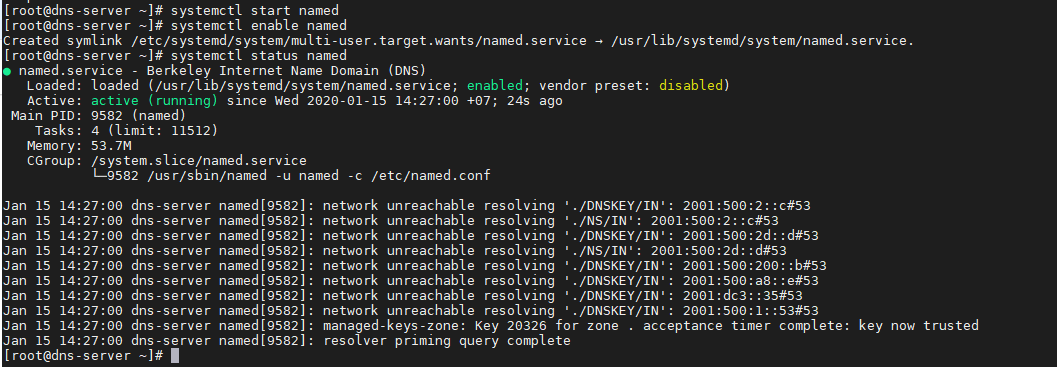 [root@dns-server ~]# systemctl start named
[root@dns-server ~]# systemctl enable named
Created symlink /etc/systemd/system/multi-user.target.wants/named.service → /usr/lib/systemd/system/named.service.
[root@dns-server ~]# systemctl status named
● named.service - Berkeley Internet Name Domain (DNS)
   Loaded: loaded (/usr/lib/systemd/system/named.service; enabled; vendor preset: disabled)
   Active: active (running) since Wed 2020-01-15 14:27:00 +07; 24s ago
 Main PID: 9582 (named)
    Tasks: 4 (limit: 11512)
   Memory: 53.7M
   CGroup: /system.slice/named.service
           └─9582 /usr/sbin/named -u named -c /etc/named.conf

Jan 15 14:27:00 dns-server named[9582]: network unreachable resolving './DNSKEY/IN': 2001:500:2::c#53
Jan 15 14:27:00 dns-server named[9582]: network unreachable resolving './NS/IN': 2001:500:2::c#53
Jan 15 14:27:00 dns-server named[9582]: network unreachable resolving './DNSKEY/IN': 2001:500:2d::d#53
Jan 15 14:27:00 dns-server named[9582]: network unreachable resolving './NS/IN': 2001:500:2d::d#53
Jan 15 14:27:00 dns-server named[9582]: network unreachable resolving './DNSKEY/IN': 2001:500:200::b#53
Jan 15 14:27:00 dns-server named[9582]: network unreachable resolving './DNSKEY/IN': 2001:500:a8::e#53
Jan 15 14:27:00 dns-server named[9582]: network unreachable resolving './DNSKEY/IN': 2001:dc3::35#53
Jan 15 14:27:00 dns-server named[9582]: network unreachable resolving './DNSKEY/IN': 2001:500:1::53#53
Jan 15 14:27:00 dns-server named[9582]: managed-keys-zone: Key 20326 for zone . acceptance timer complete: key now trusted
Jan 15 14:27:00 dns-server named[9582]: resolver priming query complete
[root@dns-server ~]#